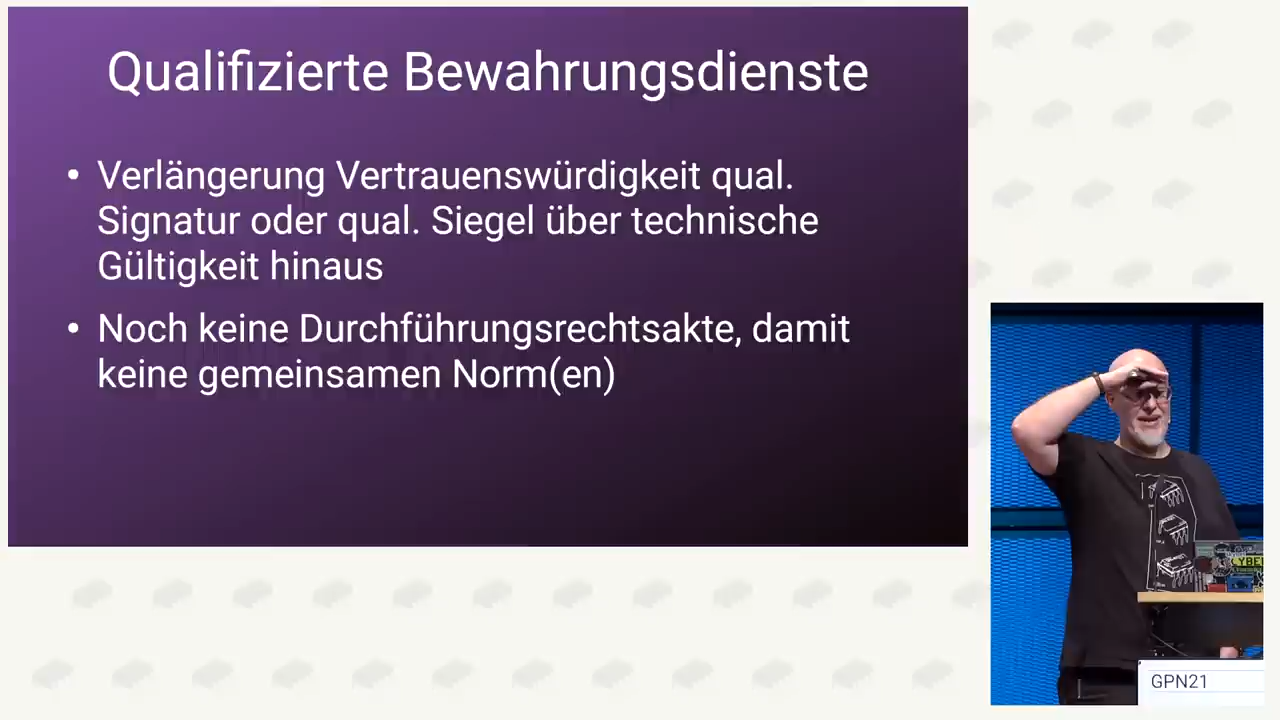 Qualifizierte Bewahrungsdienste
• Verlängerung Vertrauenswürdigkeit qual.
Signatur oder qual. Siegel über technische
Gültigkeit hinaus
• Noch keine Durchführungsrechtsakte, damit
keine gemeinsamen Norm(en)
GPN21